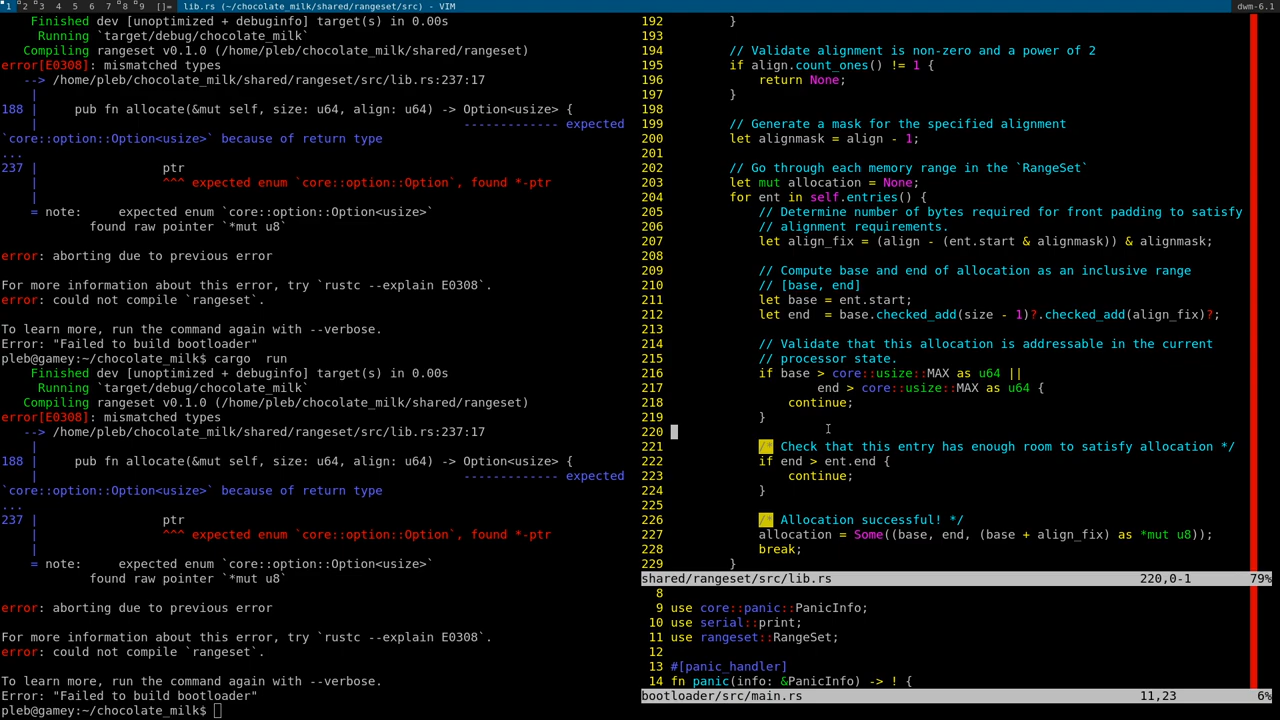 1 2 3 4 5 6 7 8 9 []= lib.rs (~/chocolate_milk/shared/rangeset/src) - VIM dwm-6.1
Finished dev [unoptimized + debuginfo] target(s) in 0.00s
Running `target/debug/chocolate_milk`
Compiling rangeset v0.1.0 (/home/pleb/chocolate_milk/shared/rangeset)
error[E0308]: mismatched types
--> /home/pleb/chocolate_milk/shared/rangeset/src/lib.rs:237:17
|
188 | pub fn allocate(&mut self, size: u64, align: u64) -> Option<usize> {
| ------------- expected
`core::option::Option<usize>` because of return type
...
237 | ptr
| ^^^ expected enum `core::option::Option`, found *-ptr
|
= note: expected enum `core::option::Option<usize>`
found raw pointer `*mut u8`
error: aborting due to previous error
For more information about this error, try `rustc --explain E0308`.
error: could not compile `rangeset`.
To learn more, run the command again with --verbose.
Error: "Failed to build bootloader"
pleb@gamey:~/chocolate_milk$ cargo  run
Finished dev [unoptimized + debuginfo] target(s) in 0.00s
Running `target/debug/chocolate_milk`
Compiling rangeset v0.1.0 (/home/pleb/chocolate_milk/shared/rangeset)
error[E0308]: mismatched types
--> /home/pleb/chocolate_milk/shared/rangeset/src/lib.rs:237:17
|
188 | pub fn allocate(&mut self, size: u64, align: u64) -> Option<usize> {
| ------------- expected
`core::option::Option<usize>` because of return type
...
237 | ptr
| ^^^ expected enum `core::option::Option`, found *-ptr
|
= note: expected enum `core::option::Option<usize>`
found raw pointer `*mut u8`
error: aborting due to previous error
For more information about this error, try `rustc --explain E0308`.
error: could not compile `rangeset`.
To learn more, run the command again with --verbose.
Error: "Failed to build bootloader"
pleb@gamey:~/chocolate_milk$
192 }
193
194 // Validate alignment is non-zero and a power of 2
195 if align.count_ones() != 1 {
196 return None;
197 }
198
199 // Generate a mask for the specified alignment
200 let alignmask = align - 1;
201
202 // Go through each memory range in the `RangeSet`
203 let mut allocation = None;
204 for ent in self.entries() {
205 // Determine number of bytes required for front padding to satisfy
206 // alignment requirements.
207 let align_fix = (align - (ent.start & alignmask)) & alignmask;
208
209 // Compute base and end of allocation as an inclusive range
210 // [base, end]
211 let base = ent.start;
212 let end  = base.checked_add(size - 1)?.checked_add(align_fix)?;
213
214 // Validate that this allocation is addressable in the current
215 // processor state.
216 if base > core::usize::MAX as u64 ||
217 end > core::usize::MAX as u64 {
218 continue;
219 }
220
221 /* Check that this entry has enough room to satisfy allocation */
222 if end > ent.end {
223 continue;
224 }
225
226 /* Allocation successful! */
227 allocation = Some((base, end, (base + align_fix) as *mut u8));
228 break;
229 }
shared/rangeset/src/lib.rs 220,0-1 79%
8
9 use core::panic::PanicInfo;
10 use serial::print;
11 use rangeset::RangeSet;
12
13 #[panic_handler]
14 fn panic(info: &PanicInfo) -> ! {
bootloader/src/main.rs 11,23 6%